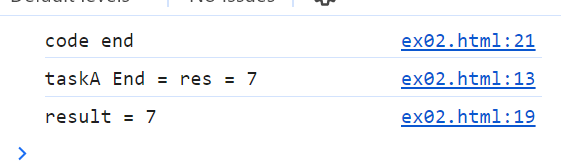 Default levels No Issues
code end ex02.html:21
taskA End = res = 7 ex02.html:13
result = 7 ex02.html:19